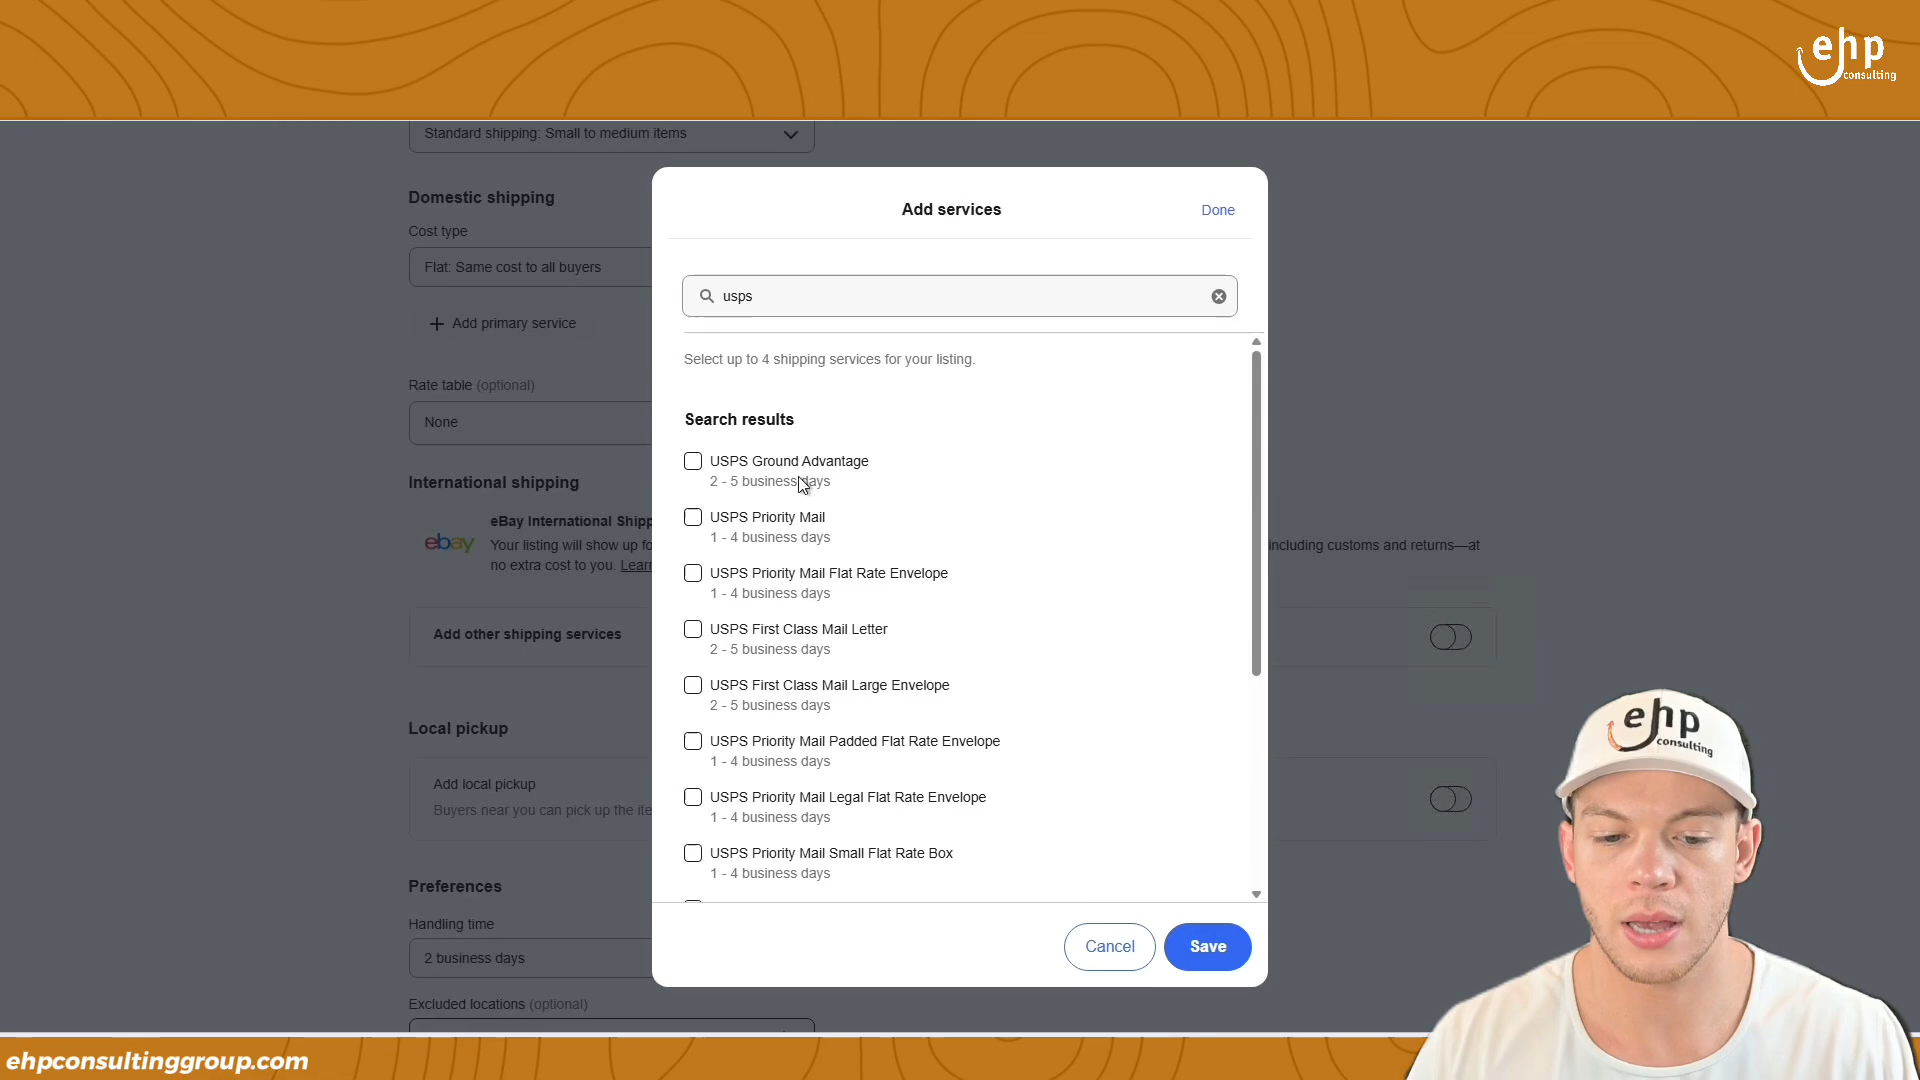 ehp
consulting
Standard shipping: Small to medium items
Domestic shipping
Cost type
Flat: Same cost to all buyers
Add primary service
Rate table (optional)
None
International shipping
eBay International Shipp
ebay
Your listing will show up fo
including customs and returns—at
no extra cost to you. Learn
Add other shipping services
Local pickup
Add local pickup
Buyers near you can pick up the ite
Preferences
Handling time
2 business days
Excluded locations (optional)
Add services
Done
usps
Select up to 4 shipping services for your listing.
Search results
USPS Ground Advantage
2 - 5 business days
USPS Priority Mail
1 - 4 business days
USPS Priority Mail Flat Rate Envelope
1 - 4 business days
USPS First Class Mail Letter
2 - 5 business days
USPS First Class Mail Large Envelope
2 - 5 business days
USPS Priority Mail Padded Flat Rate Envelope
1 - 4 business days
USPS Priority Mail Legal Flat Rate Envelope
1 - 4 business days
USPS Priority Mail Small Flat Rate Box
1 - 4 business days
Cancel
Save
ehp
consulting
ehpconsultinggroup.com